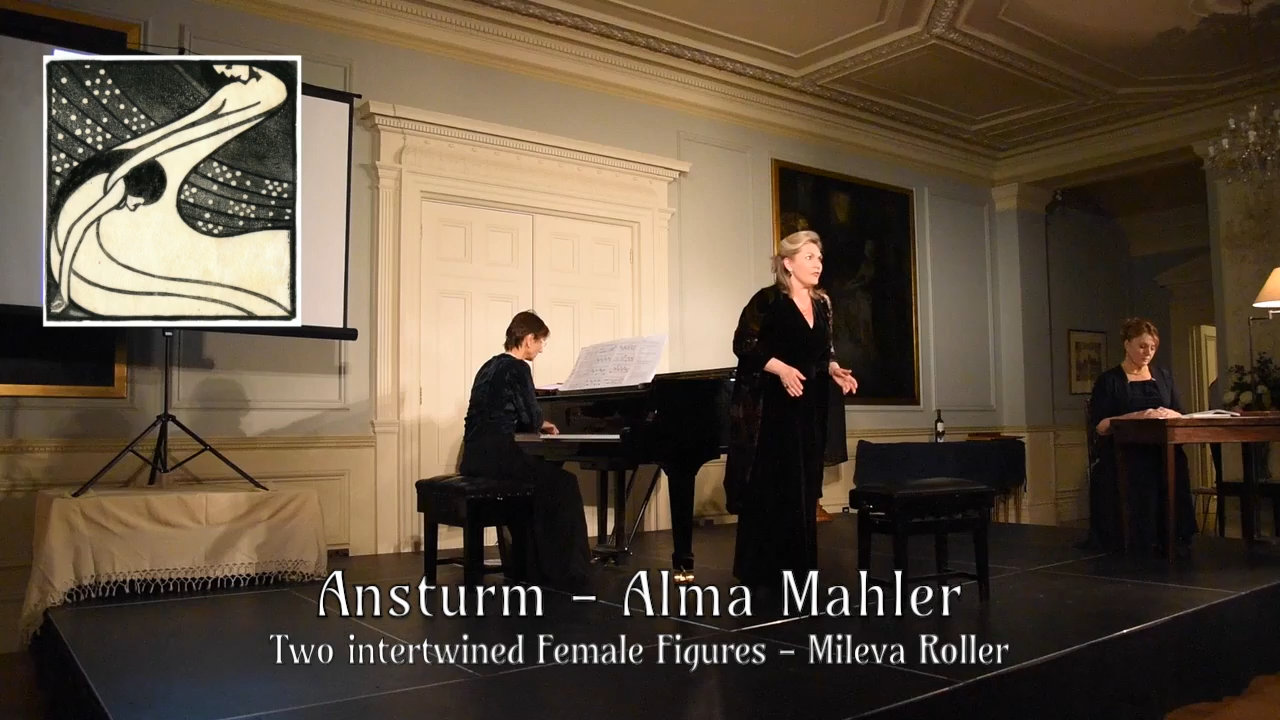 Ansturm - Alma Mahler
Two intertwined Female Figures - Mileva Roller